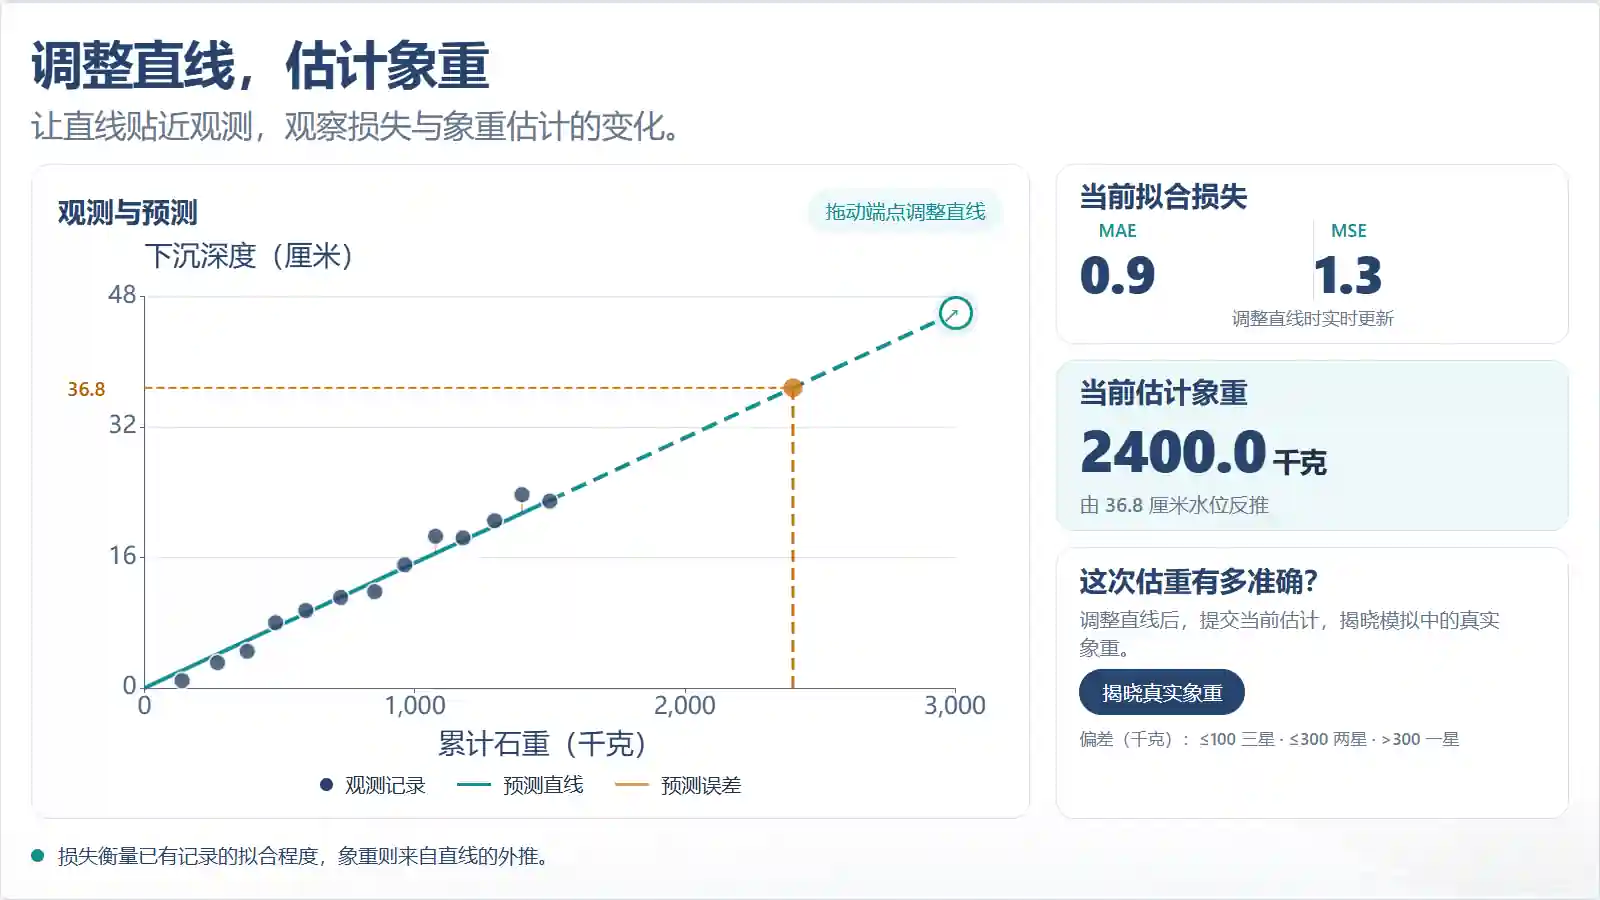 调整直线，估计象重
让直线贴近观测，观察损失与象重估计的变化。
观测与预测
拖动端点调整直线
下沉深度（厘米）
48
36.8
32
16
0
0
1,000
2,000
3,000
累计石重（千克）
观测记录
预测直线
预测误差
当前拟合损失
MAE
MSE
0.9
1.3
调整直线时实时更新
当前估计象重
2400.0 千克
由 36.8 厘米水位反推
这次估重有多准确？
调整直线后，提交当前估计，揭晓模拟中的真实
象重。
揭晓真实象重
偏差（千克）：≤100 三星 · ≤300 两星 · >300 一星
损失衡量已有记录的拟合程度，象重则来自直线的外推。